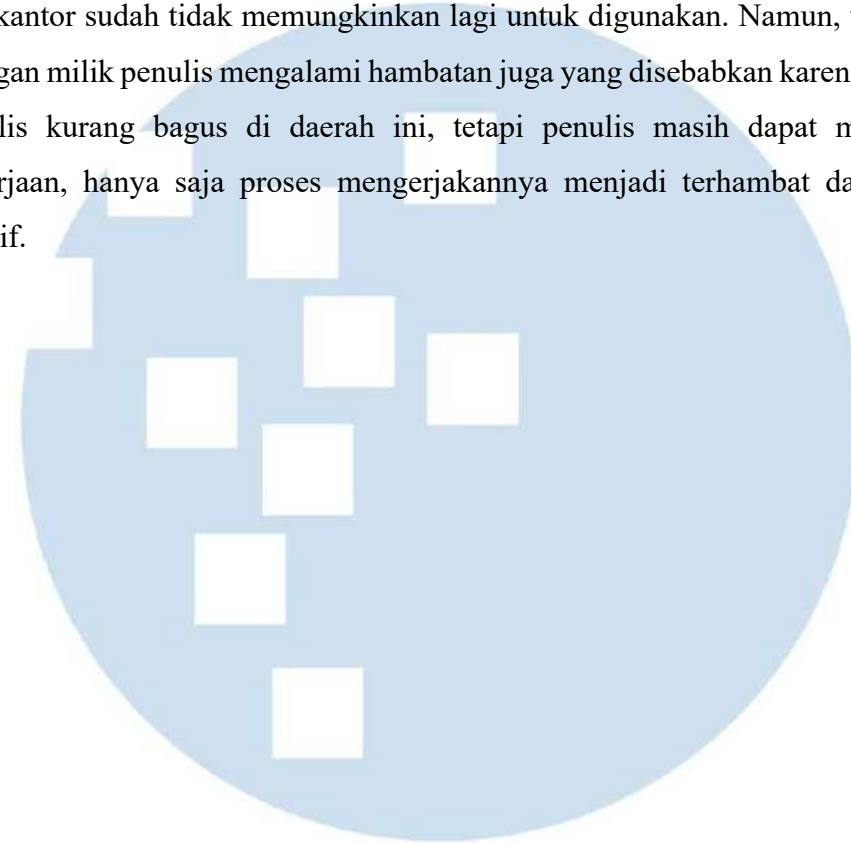 kantor sudah tidak memungkinkan lagi untuk digunakan. Namun,
gan milik penulis mengalami hambatan juga yang disebabkan karen
lis kurang bagus di daerah ini, tetapi penulis masih dapat m
rjaan, hanya saja proses mengerjakannya menjadi terhambat da
if.